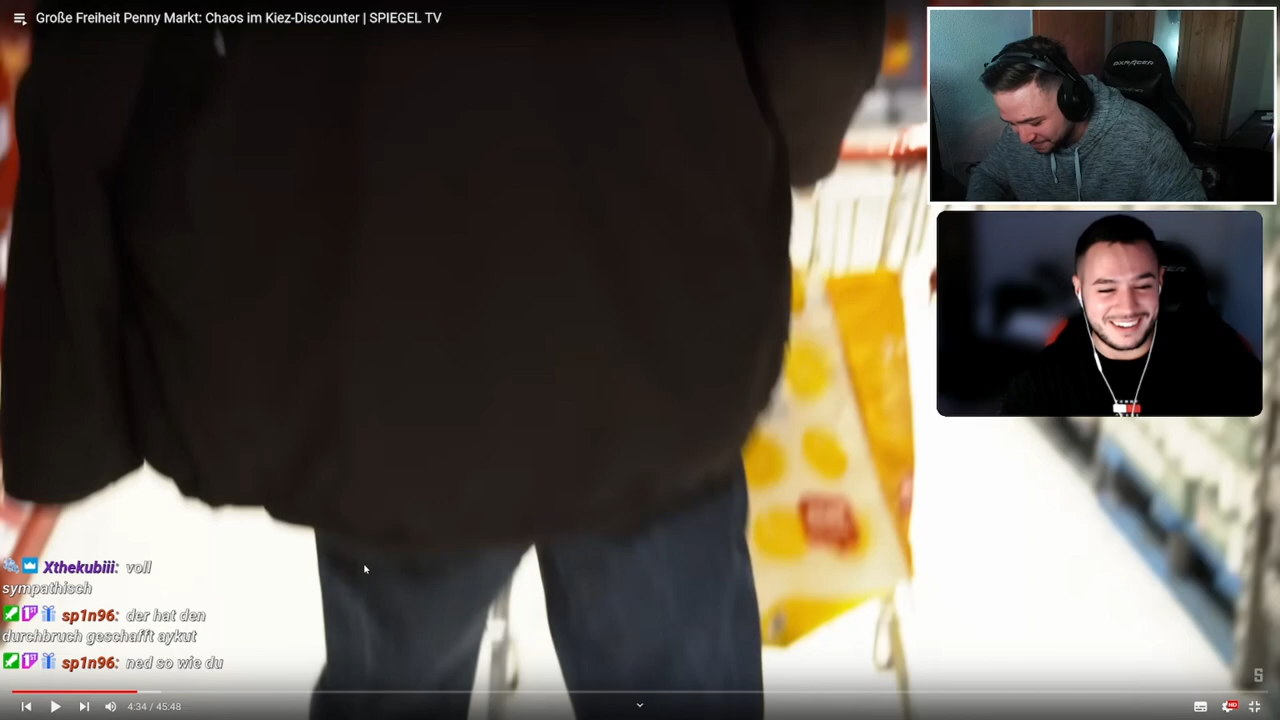 Große Freiheit Penny Markt: Chaos im Kiez-Discounter | SPIEGEL TV
Xthekubiii: voll
sympathisch
sp1n96: der hat den
durchbruch geschafft aykut
sp1n96: ned so wie du
4:34 / 45:48
HD
S